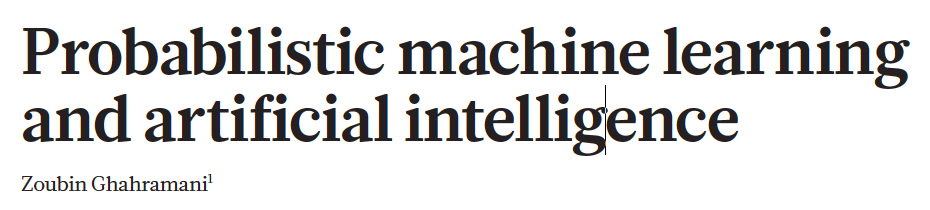 Probabilistic machine learning
and artificial intelligence
Zoubin Ghahramani¹